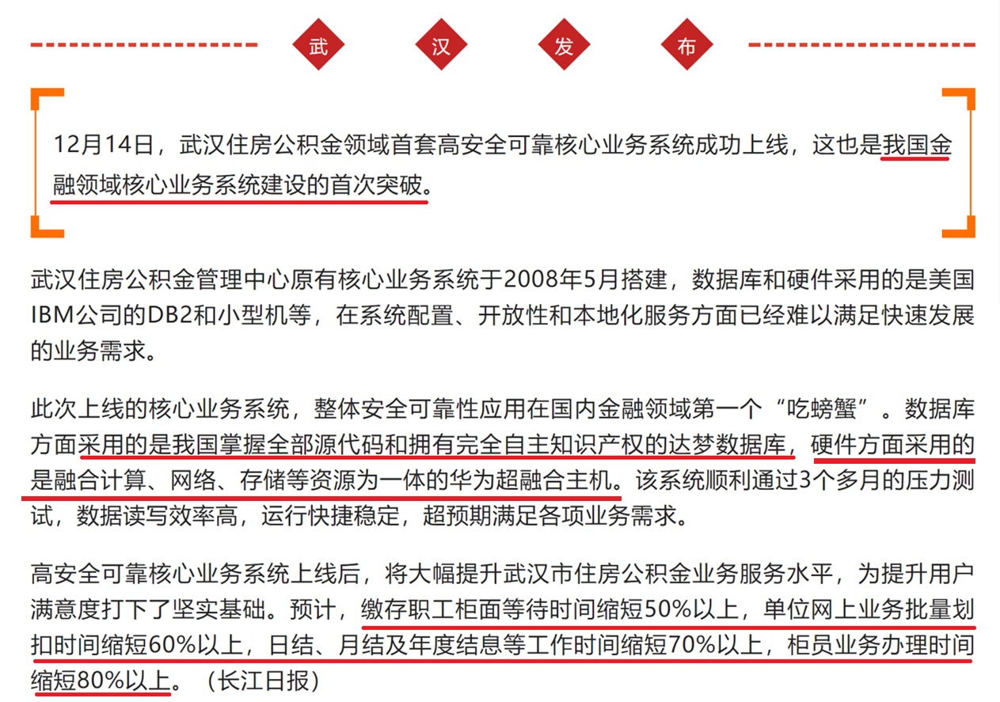 武汉发布
12月14日，武汉住房公积金领域首套高安全可靠核心业务系统成功上线，这也是我国金
融领域核心业务系统建设的首次突破。
武汉住房公积金管理中心原有核心业务系统于2008年5月搭建，数据库和硬件采用的是美国
IBM公司的DB2和小型机等，在系统配置、开放性和本地化服务方面已经难以满足快速发展
的业务需求。
此次上线的核心业务系统，整体安全可靠性应用在国内金融领域第一个“吃螃蟹”。数据库
方面采用的是我国掌握全部源代码和拥有完全自主知识产权的达梦数据库，硬件方面采用的
是融合计算、网络、存储等资源为一体的华为超融合主机。该系统顺利通过3个多月的压力测
试，数据读写效率高，运行快捷稳定，超预期满足各项业务需求。
高安全可靠核心业务系统上线后，将大幅提升武汉市住房公积金业务服务水平，为提升用户
满意度打下了坚实基础。预计，缴存职工柜面等待时间缩短50%以上，单位网上业务批量划
扣时间缩短60%以上，日结、月结及年度结息等工作时间缩短70%以上，柜员业务办理时间
缩短80%以上。（长江日报）